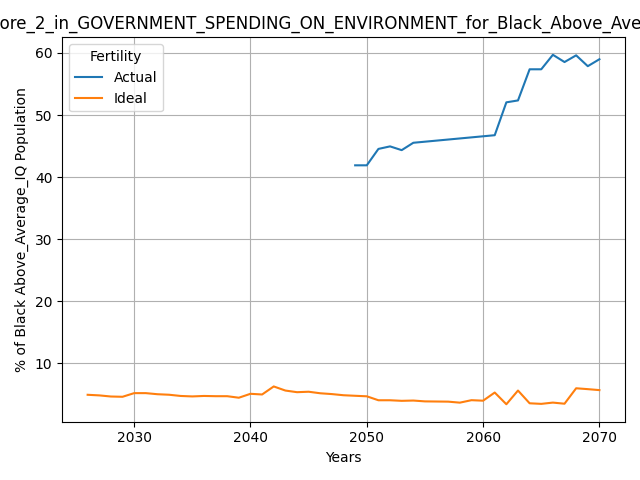 ore_2_in_GOVERNMENT_SPENDING_ON_ENVIRONMENT_for_Black_Above_Ave
Fertility
Actual
Ideal
% of Black Above_Average_IQ Population
60
50
40
30
20
10
2030
2040
2050
2060
2070
Years